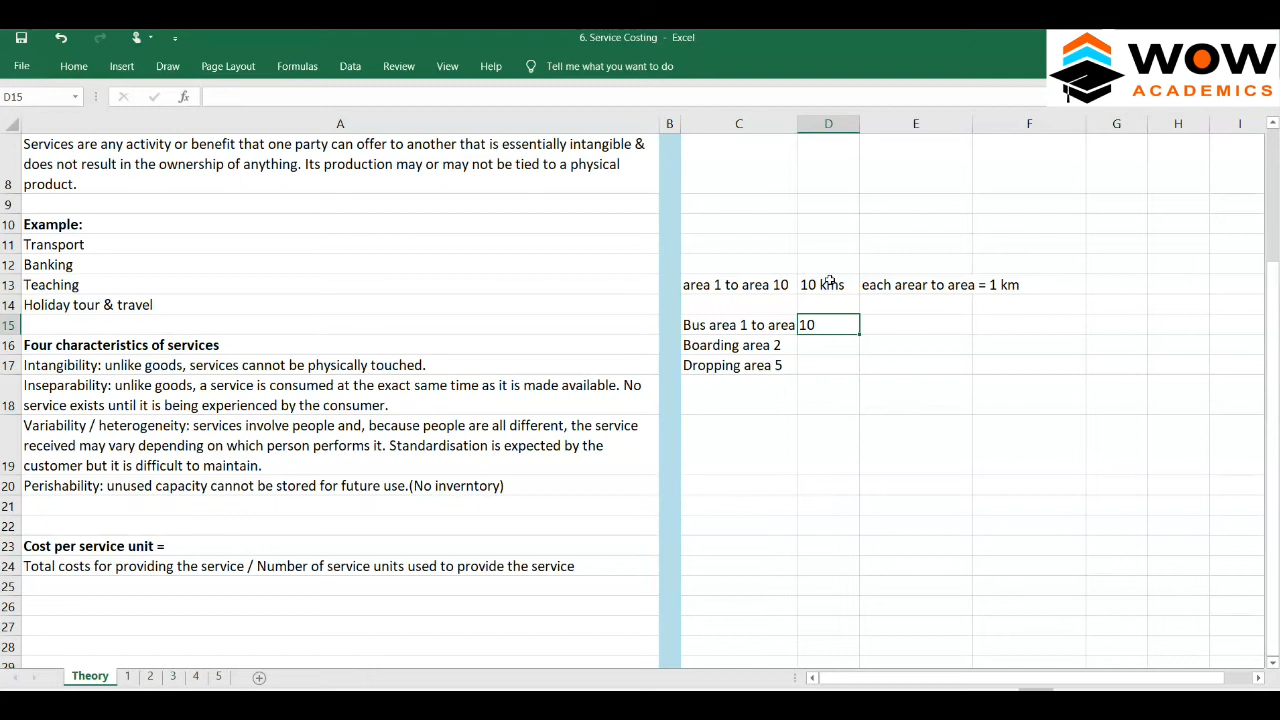 6. Service Costing - Excel
WOW
ACADEMICS
File Home Insert Draw Page Layout Formulas Data Review View Help Tell me what you want to do
D15 fx
A B C D E F G H I
Services are any activity or benefit that one party can offer to another that is essentially intangible &
does not result in the ownership of anything. Its production may or may not be tied to a physical
8 product.
9
10 Example:
11 Transport
12 Banking
13 Teaching area 1 to area 10 10 kms each arear to area = 1 km
14 Holiday tour & travel
15 Bus area 1 to area 10
16 Four characteristics of services Boarding area 2
17 Intangibility: unlike goods, services cannot be physically touched. Dropping area 5
Inseparability: unlike goods, a service is consumed at the exact same time as it is made available. No
18 service exists until it is being experienced by the consumer.
Variability / heterogeneity: services involve people and, because people are all different, the service
received may vary depending on which person performs it. Standardisation is expected by the
19 customer but it is difficult to maintain.
20 Perishability: unused capacity cannot be stored for future use.(No inverntory)
21
22
23 Cost per service unit =
24 Total costs for providing the service / Number of service units used to provide the service
25
26
27
28
29
Theory 1 2 3 4 5